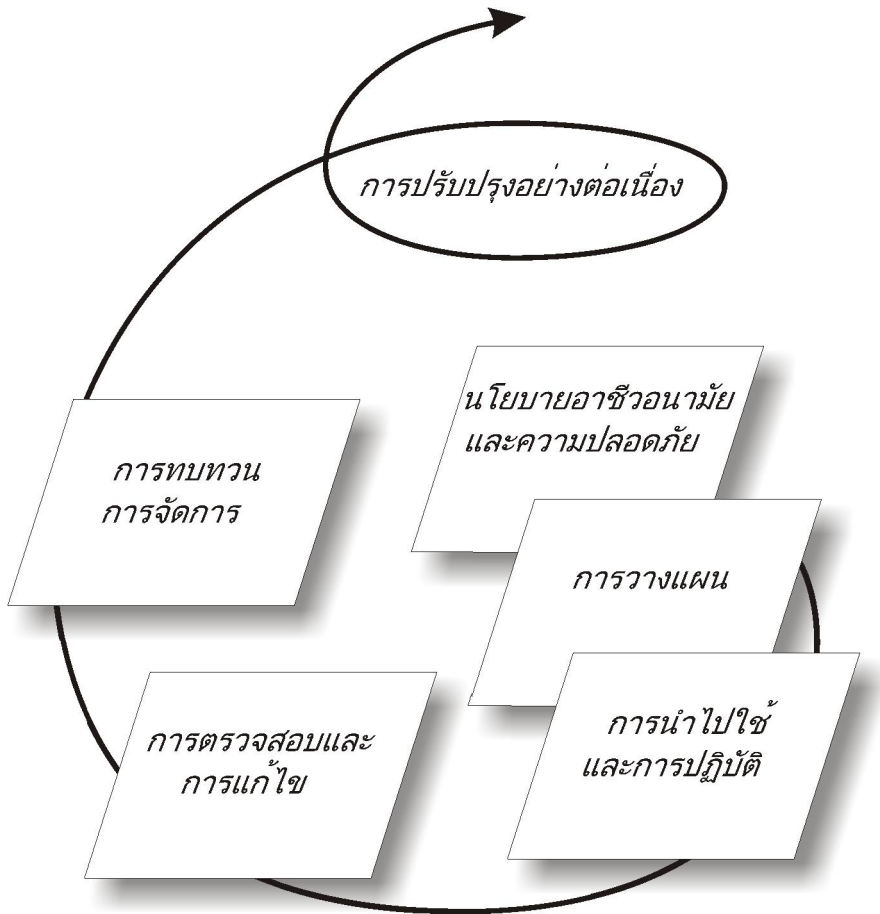 การปรับปรุงอย่างต่อเนื่อง
นโยบายอาชีวอนามัย
และความปลอดภัย
การวางแผน
การนำไปใช้
และการปฏิบัติ
การตรวจสอบและ
การแก้ไข
การทบทวน
การจัดการ